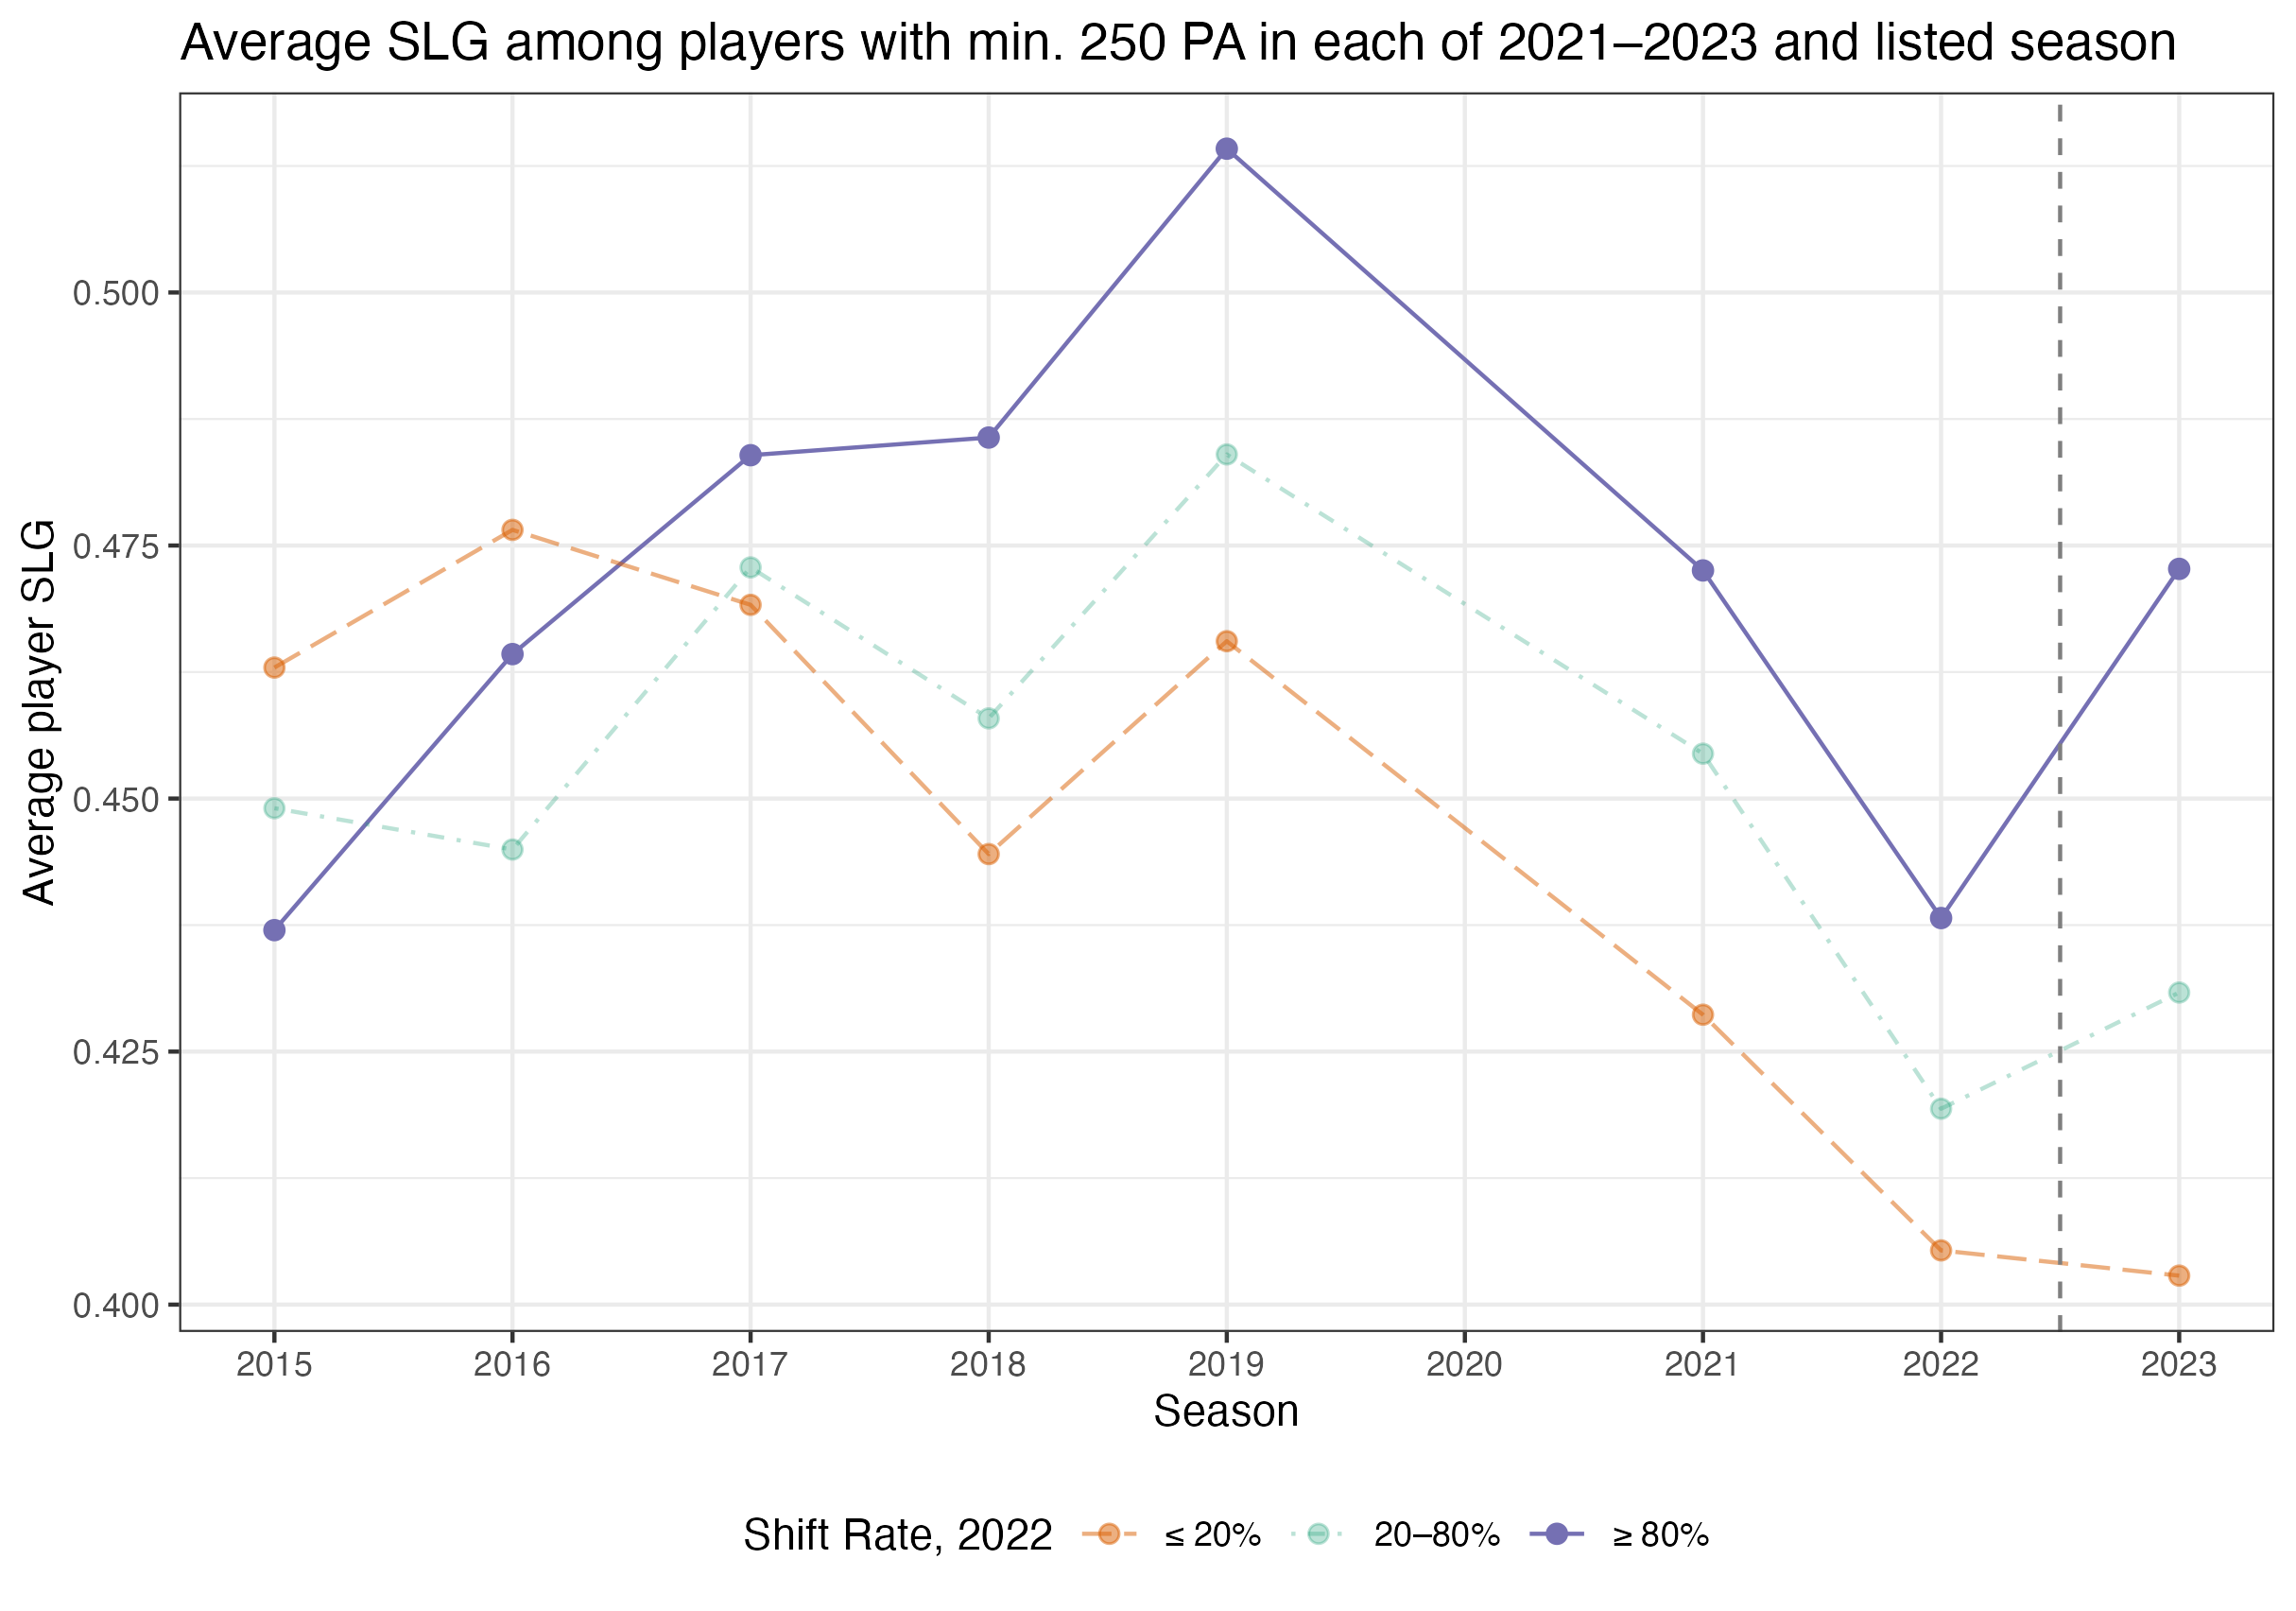 Average SLG among players with min. 250 PA in each of 2021–2023 and listed season
Average player SLG
0.500
0.475
0.450
0.425
0.400
2015 2016 2017 2018 2019 2020 2021 2022 2023
Season
Shift Rate, 2022 ≤ 20% 20–80% ≥ 80%